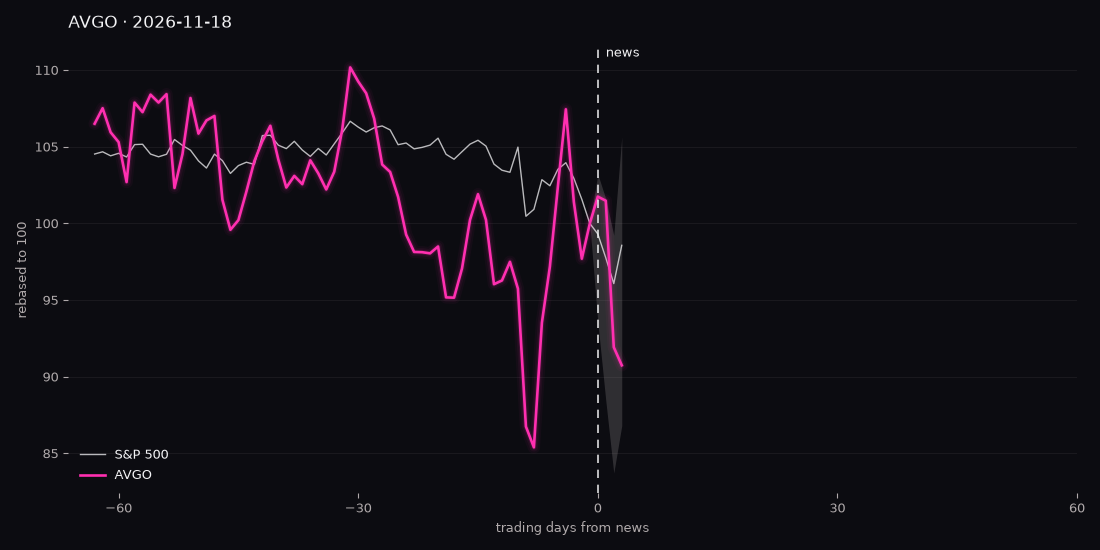 AVGO · 2026-11-18
news
110
105
100
95
90
85
rebased to 100
S&P 500
AVGO
−60
−30
0
30
60
trading days from news